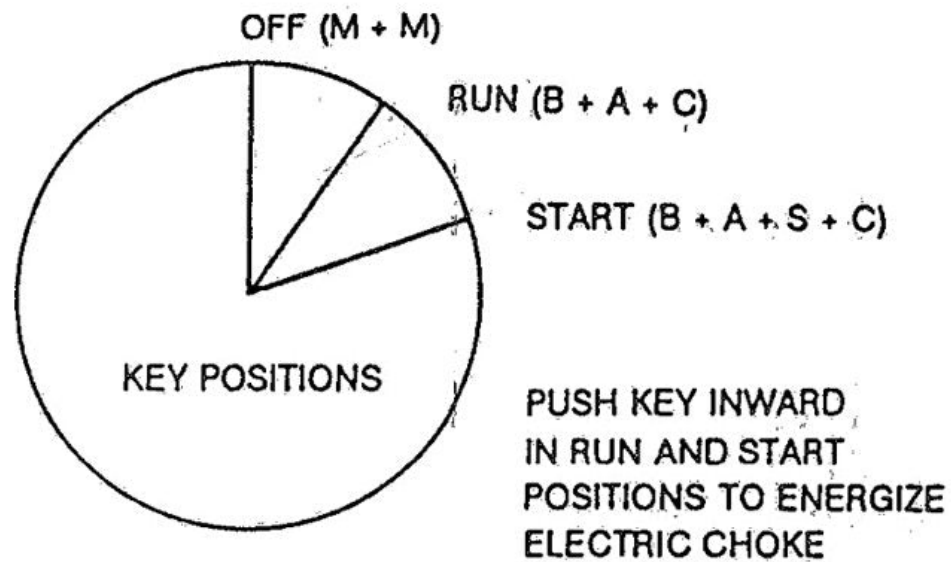 OFF (M + M)
RUN (B + A + C)
START (B + A + S + C)
KEY POSITIONS
PUSH KEY INWARD
IN RUN AND START
POSITIONS TO ENERGIZE
ELECTRIC CHOKE